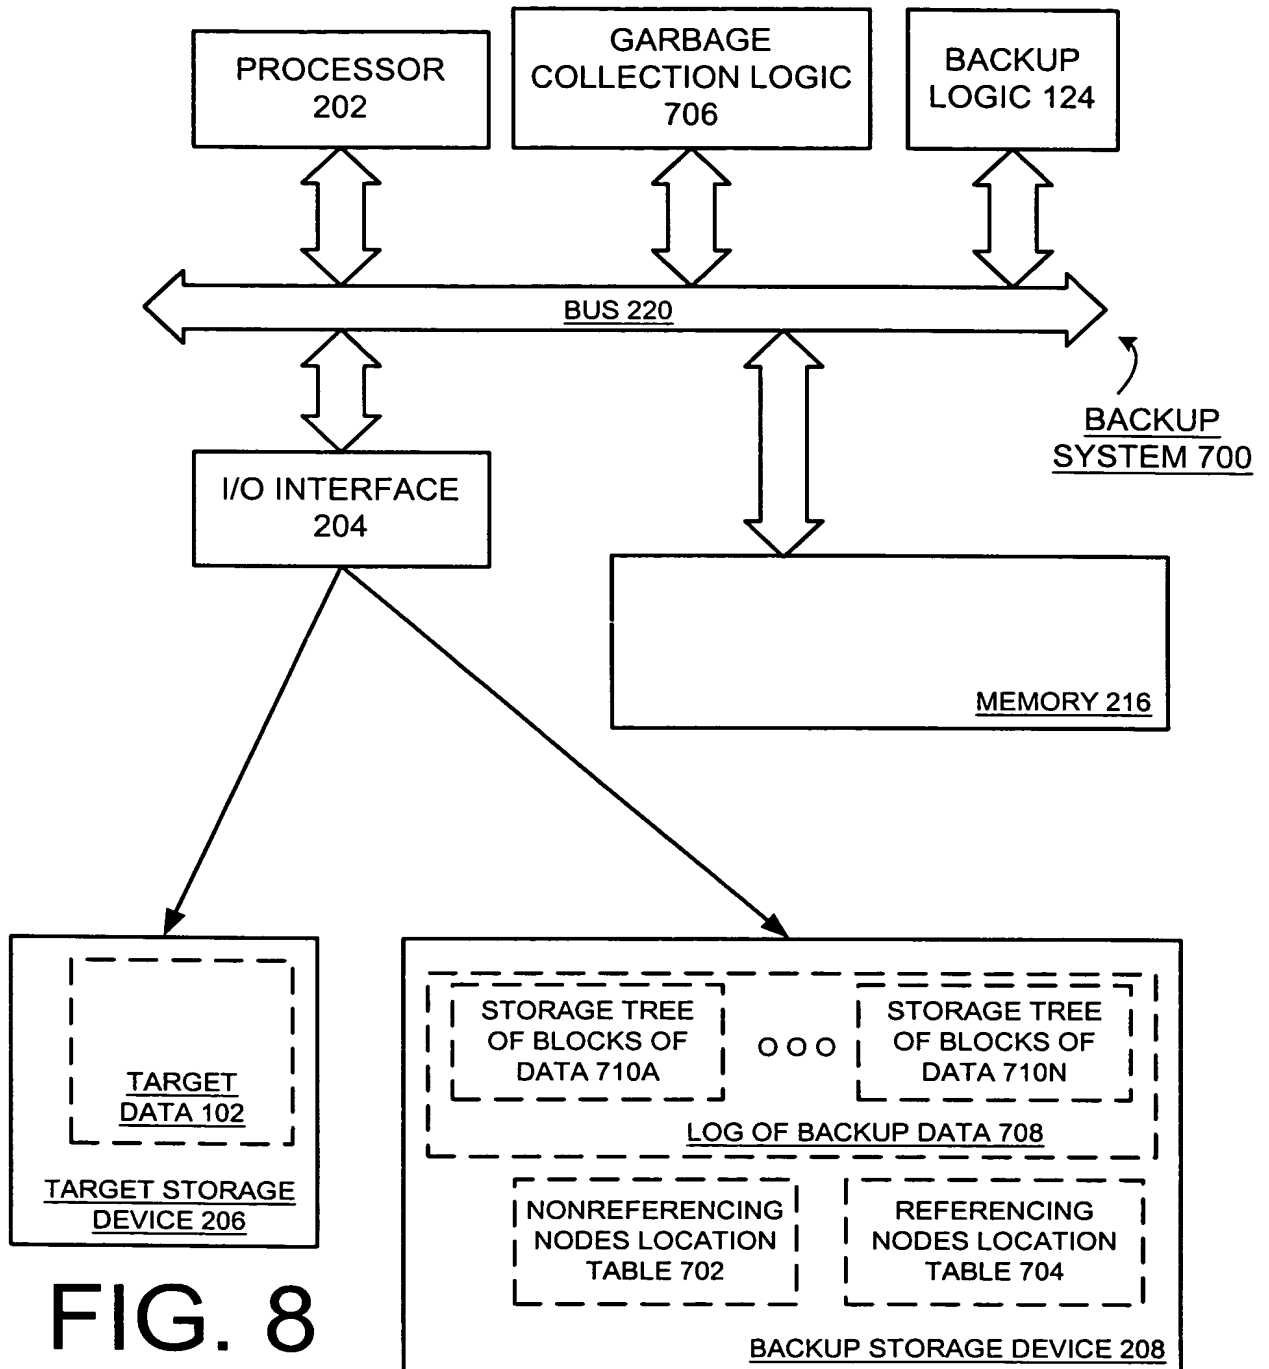 PROCESSOR
202
GARBAGE
COLLECTION LOGIC
706
BACKUP
LOGIC 124
BUS 220
BACKUP
SYSTEM 700
I/O INTERFACE
204
MEMORY 216
TARGET
DATA 102
TARGET STORAGE
DEVICE 206
STORAGE TREE
OF BLOCKS OF
DATA 710A
OOO
STORAGE TREE
OF BLOCKS OF
DATA 710N
LOG OF BACKUP DATA 708
NONREFERENCING
NODES LOCATION
TABLE 702
REFERENCING
NODES LOCATION
TABLE 704
BACKUP STORAGE DEVICE 208
FIG. 8